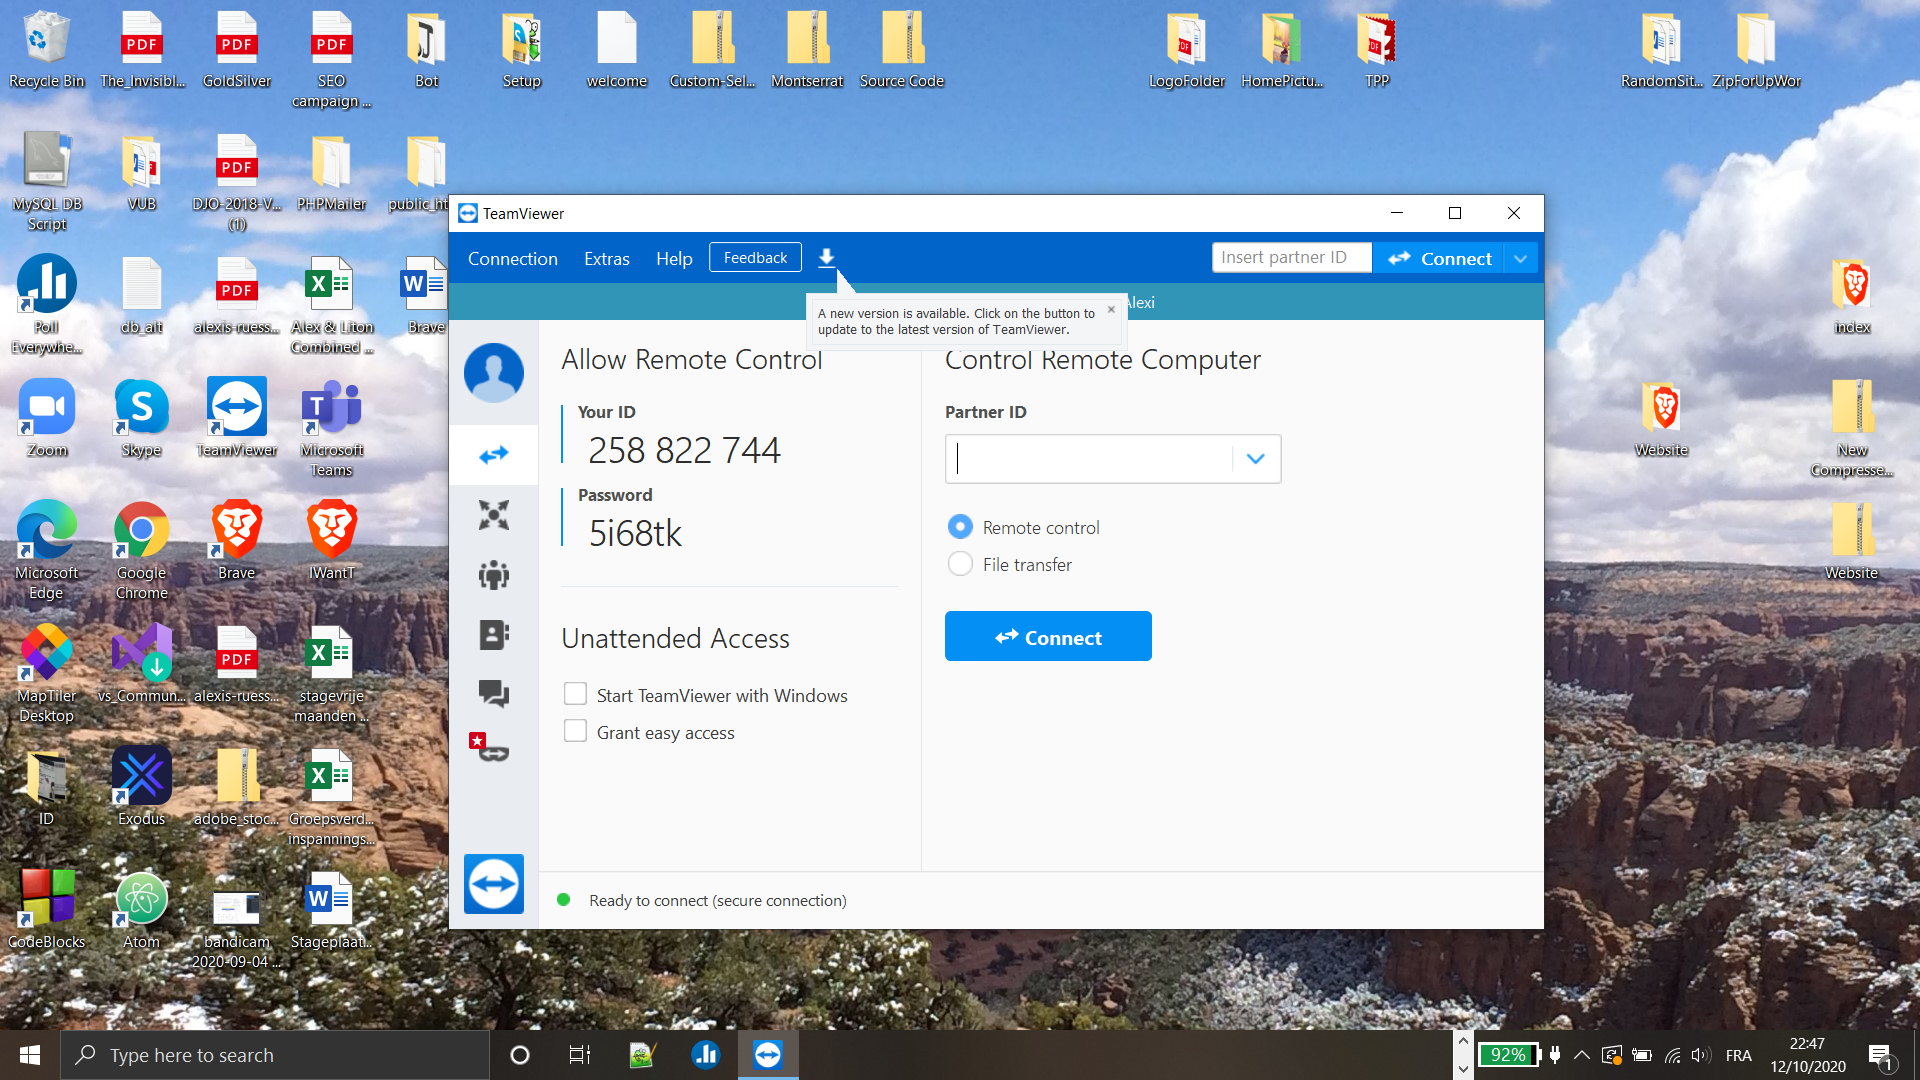 Recycle Bin
The_Invisibl...
GoldSilver
SEO
campaign ...
Bot
Setup
welcome
Custom-Sel...
Montserrat
Source Code
LogoFolder
HomePictu...
TPP
RandomSit...
ZipForUpWor
MySQL DB
Script
VUB
DJO-2018-V...
(1)
PHPMailer
public_ht
Poll
Everywhe...
db_alt
alexis-ruess...
Alex & Liton
Combined ...
Brave
index
Zoom
Skype
TeamViewer
Microsoft
Teams
Website
New
Compresse...
Microsoft
Edge
Google
Chrome
Brave
IWantT
Website
MapTiler
Desktop
vs_Commun...
alexis-ruess...
stagevrije
maanden ...
ID
Exodus
adobe_stoc...
Groepsverd...
inspannings...
CodeBlocks
Atom
bandicam
2020-09-04 ...
Stageplaat...
TeamViewer
Connection
Extras
Help
Feedback
Insert partner ID
Connect
Alexi
A new version is available. Click on the button to
update to the latest version of TeamViewer.
Allow Remote Control
Your ID
258 822 744
Password
5i68tk
Unattended Access
Start TeamViewer with Windows
Grant easy access
Control Remote Computer
Partner ID
Remote control
File transfer
Connect
Ready to connect (secure connection)
Type here to search
92%
FRA
22:47
12/10/2020
1